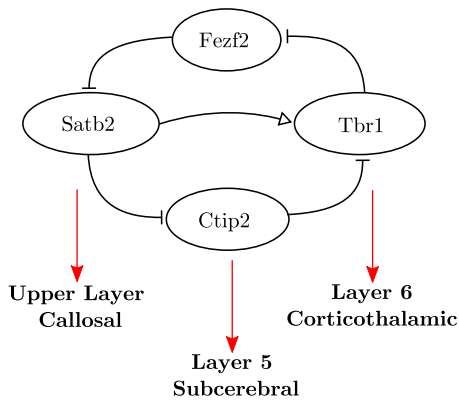 Fezf2
Satb2
Tbr1
Ctip2
Upper Layer
Callosal
Layer 6
Corticothalamic
Layer 5
Subcerebral